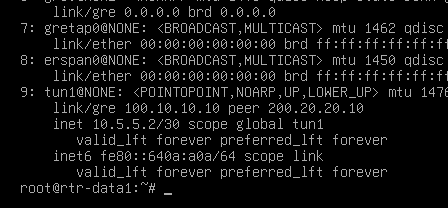 link/gre 0.0.0.0 brd 0.0.0.0
7: gretap0@NONE: <BROADCAST,MULTICAST> mtu 1462 qdisc
link/ether 00:00:00:00:00:00 brd ff:ff:ff:ff:ff:ff
8: erspan0@NONE: <BROADCAST,MULTICAST> mtu 1450 qdisc
link/ether 00:00:00:00:00:00 brd ff:ff:ff:ff:ff:ff
9: tun1@NONE: <POINTOPOINT,NOARP,UP,LOWER_UP> mtu 1476
link/gre 100.10.10.10 peer 200.20.20.10
inet 10.5.5.2/30 scope global tun1
valid_lft forever preferred_lft forever
inet6 fe80::640a:a0a/64 scope link
valid_lft forever preferred_lft forever
root@rtr-data1:~# _